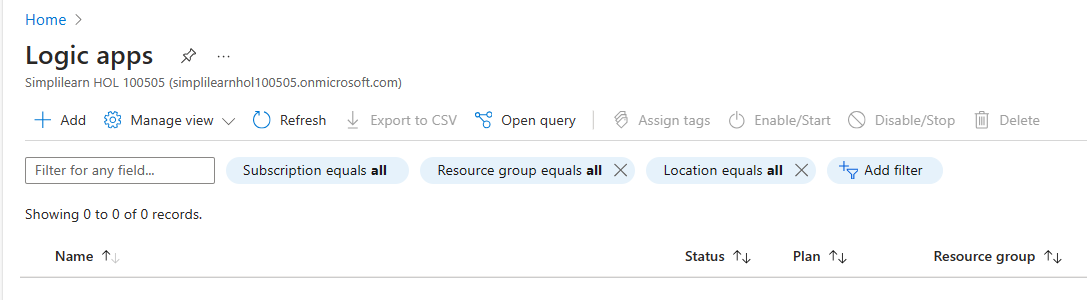 Home
Logic apps
Simplilearn HOL 100505 (simplilearnhol100505.onmicrosoft.com)
Add Manage view Refresh Export to CSV Open query Assign tags Enable/Start Disable/Stop Delete
Filter for any field... Subscription equals all Resource group equals all Location equals all Add filter
Showing 0 to 0 of 0 records.
Name Status Plan Resource group